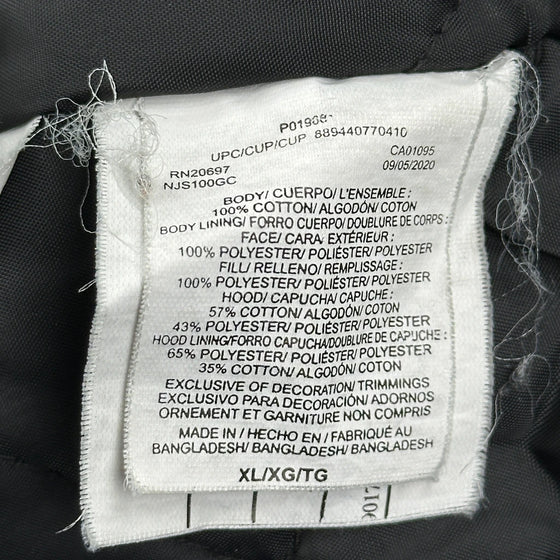 P01908
UPC/CUP/CUP 889440770410
RN20697 CA01095
NJS100GC 09/05/2020
BODY/ CUERPO/ L'ENSEMBLE :
100% COTTON/ ALGODÓN/ COTON
BODY LINING/ FORRO CUERPO/ DOUBLURE DE CORPS :
FACE/ CARA/ EXTÉRIEUR :
100% POLYESTER/ POLIÉSTER/ POLYESTER
FILL/ RELLENO/ REMPLISSAGE :
100% POLYESTER/ POLIÉSTER/ POLYESTER
HOOD/ CAPUCHA/ CAPUCHE :
57% COTTON/ ALGODÓN/ COTON
43% POLYESTER/ POLIÉSTER/ POLYESTER
HOOD LINING/FORRO CAPUCHA/DOUBLURE DE CAPUCHE :
65% POLYESTER/ POLIÉSTER/ POLYESTER
35% COTTON/ ALGODÓN/ COTON
EXCLUSIVE OF DECORATION/ TRIMMINGS
EXCLUSIVO PARA DECORACIÓN/ ADORNOS
ORNEMENT ET GARNITURE NON COMPRIS
MADE IN / HECHO EN / FABRIQUÉ AU
BANGLADESH/ BANGLADESH/ BANGLADESH
XL/XG/TG